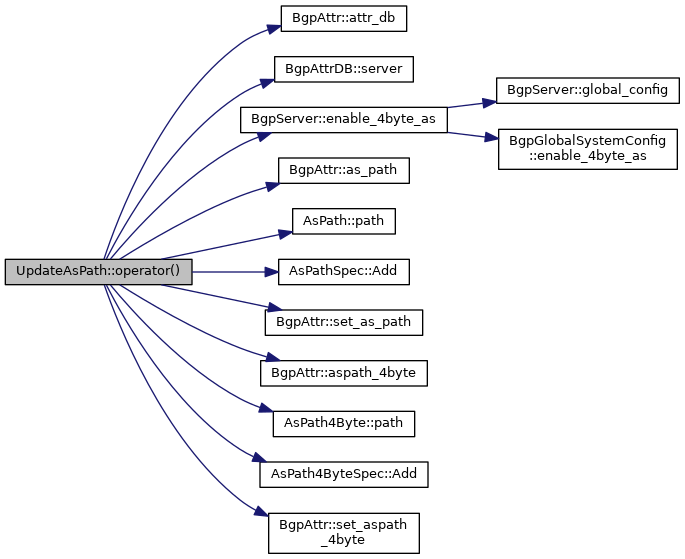 BgpAttr::attr_db
BgpAttrDB::server
BgpServer::global_config
BgpServer::enable_4byte_as
BgpGlobalSystemConfig
::enable_4byte_as
BgpAttr::as_path
AsPath::path
UpdateAsPath::operator()
AsPathSpec::Add
BgpAttr::set_as_path
BgpAttr::aspath_4byte
AsPath4Byte::path
AsPath4ByteSpec::Add
BgpAttr::set_aspath
_4byte